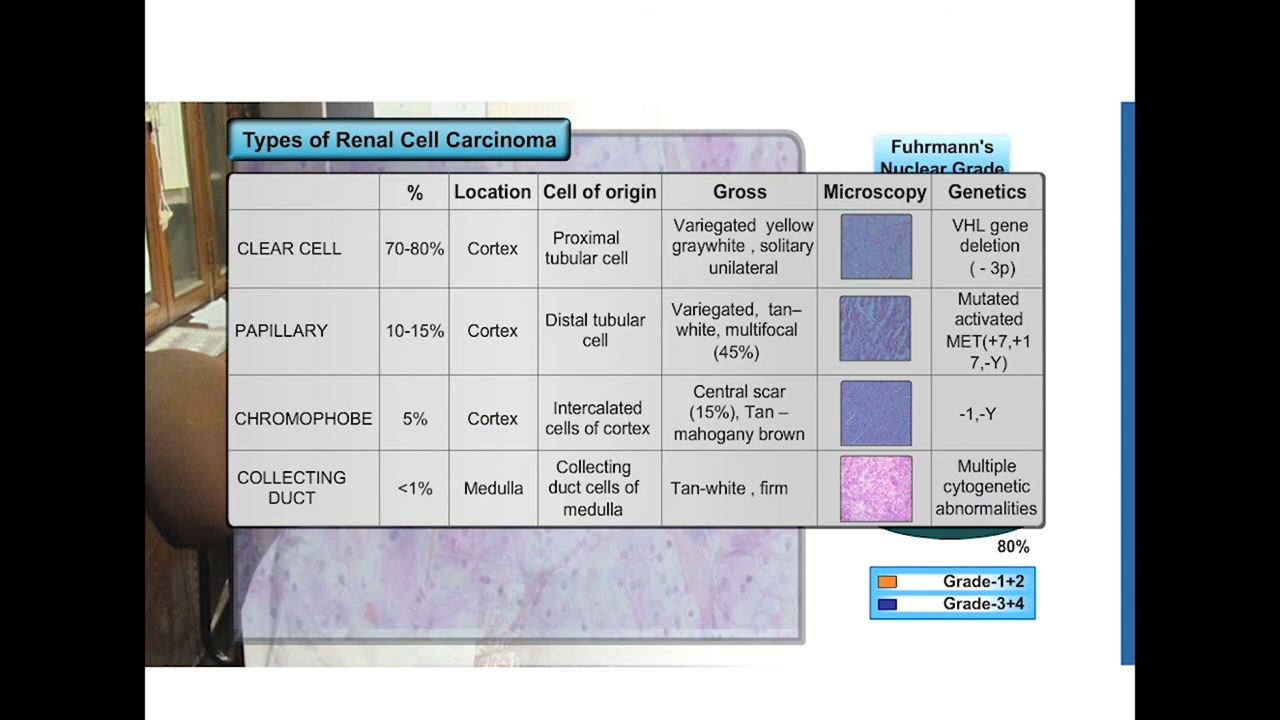 Types of Renal Cell Carcinoma
Fuhrmann's
Nuclear Grade
% Location Cell of origin Gross Microscopy Genetics
CLEAR CELL 70-80% Cortex
Proximal
tubular cell
Variegated yellow
graywhite , solitary
unilateral
VHL gene
deletion
( - 3p)
PAPILLARY 10-15% Cortex
Distal tubular
cell
Variegated, tan–
white, multifocal
(45%)
Mutated
activated
MET(+7,+1
7,-Y)
CHROMOPHOBE 5% Cortex
Intercalated
cells of cortex
Central scar
(15%), Tan –
mahogany brown
-1,-Y
COLLECTING
DUCT
<1% Medulla
Collecting
duct cells of
medulla
Tan-white , firm
Multiple
cytogenetic
abnormalities
80%
Grade-1+2
Grade-3+4